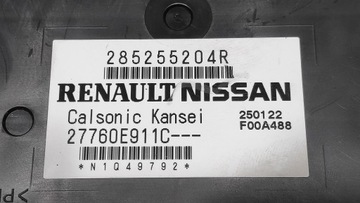 285255204R
RENAULT NISSAN
Calsonic Kansei 250122
27760E911C--- F00A488
*N1Q49792*
>P